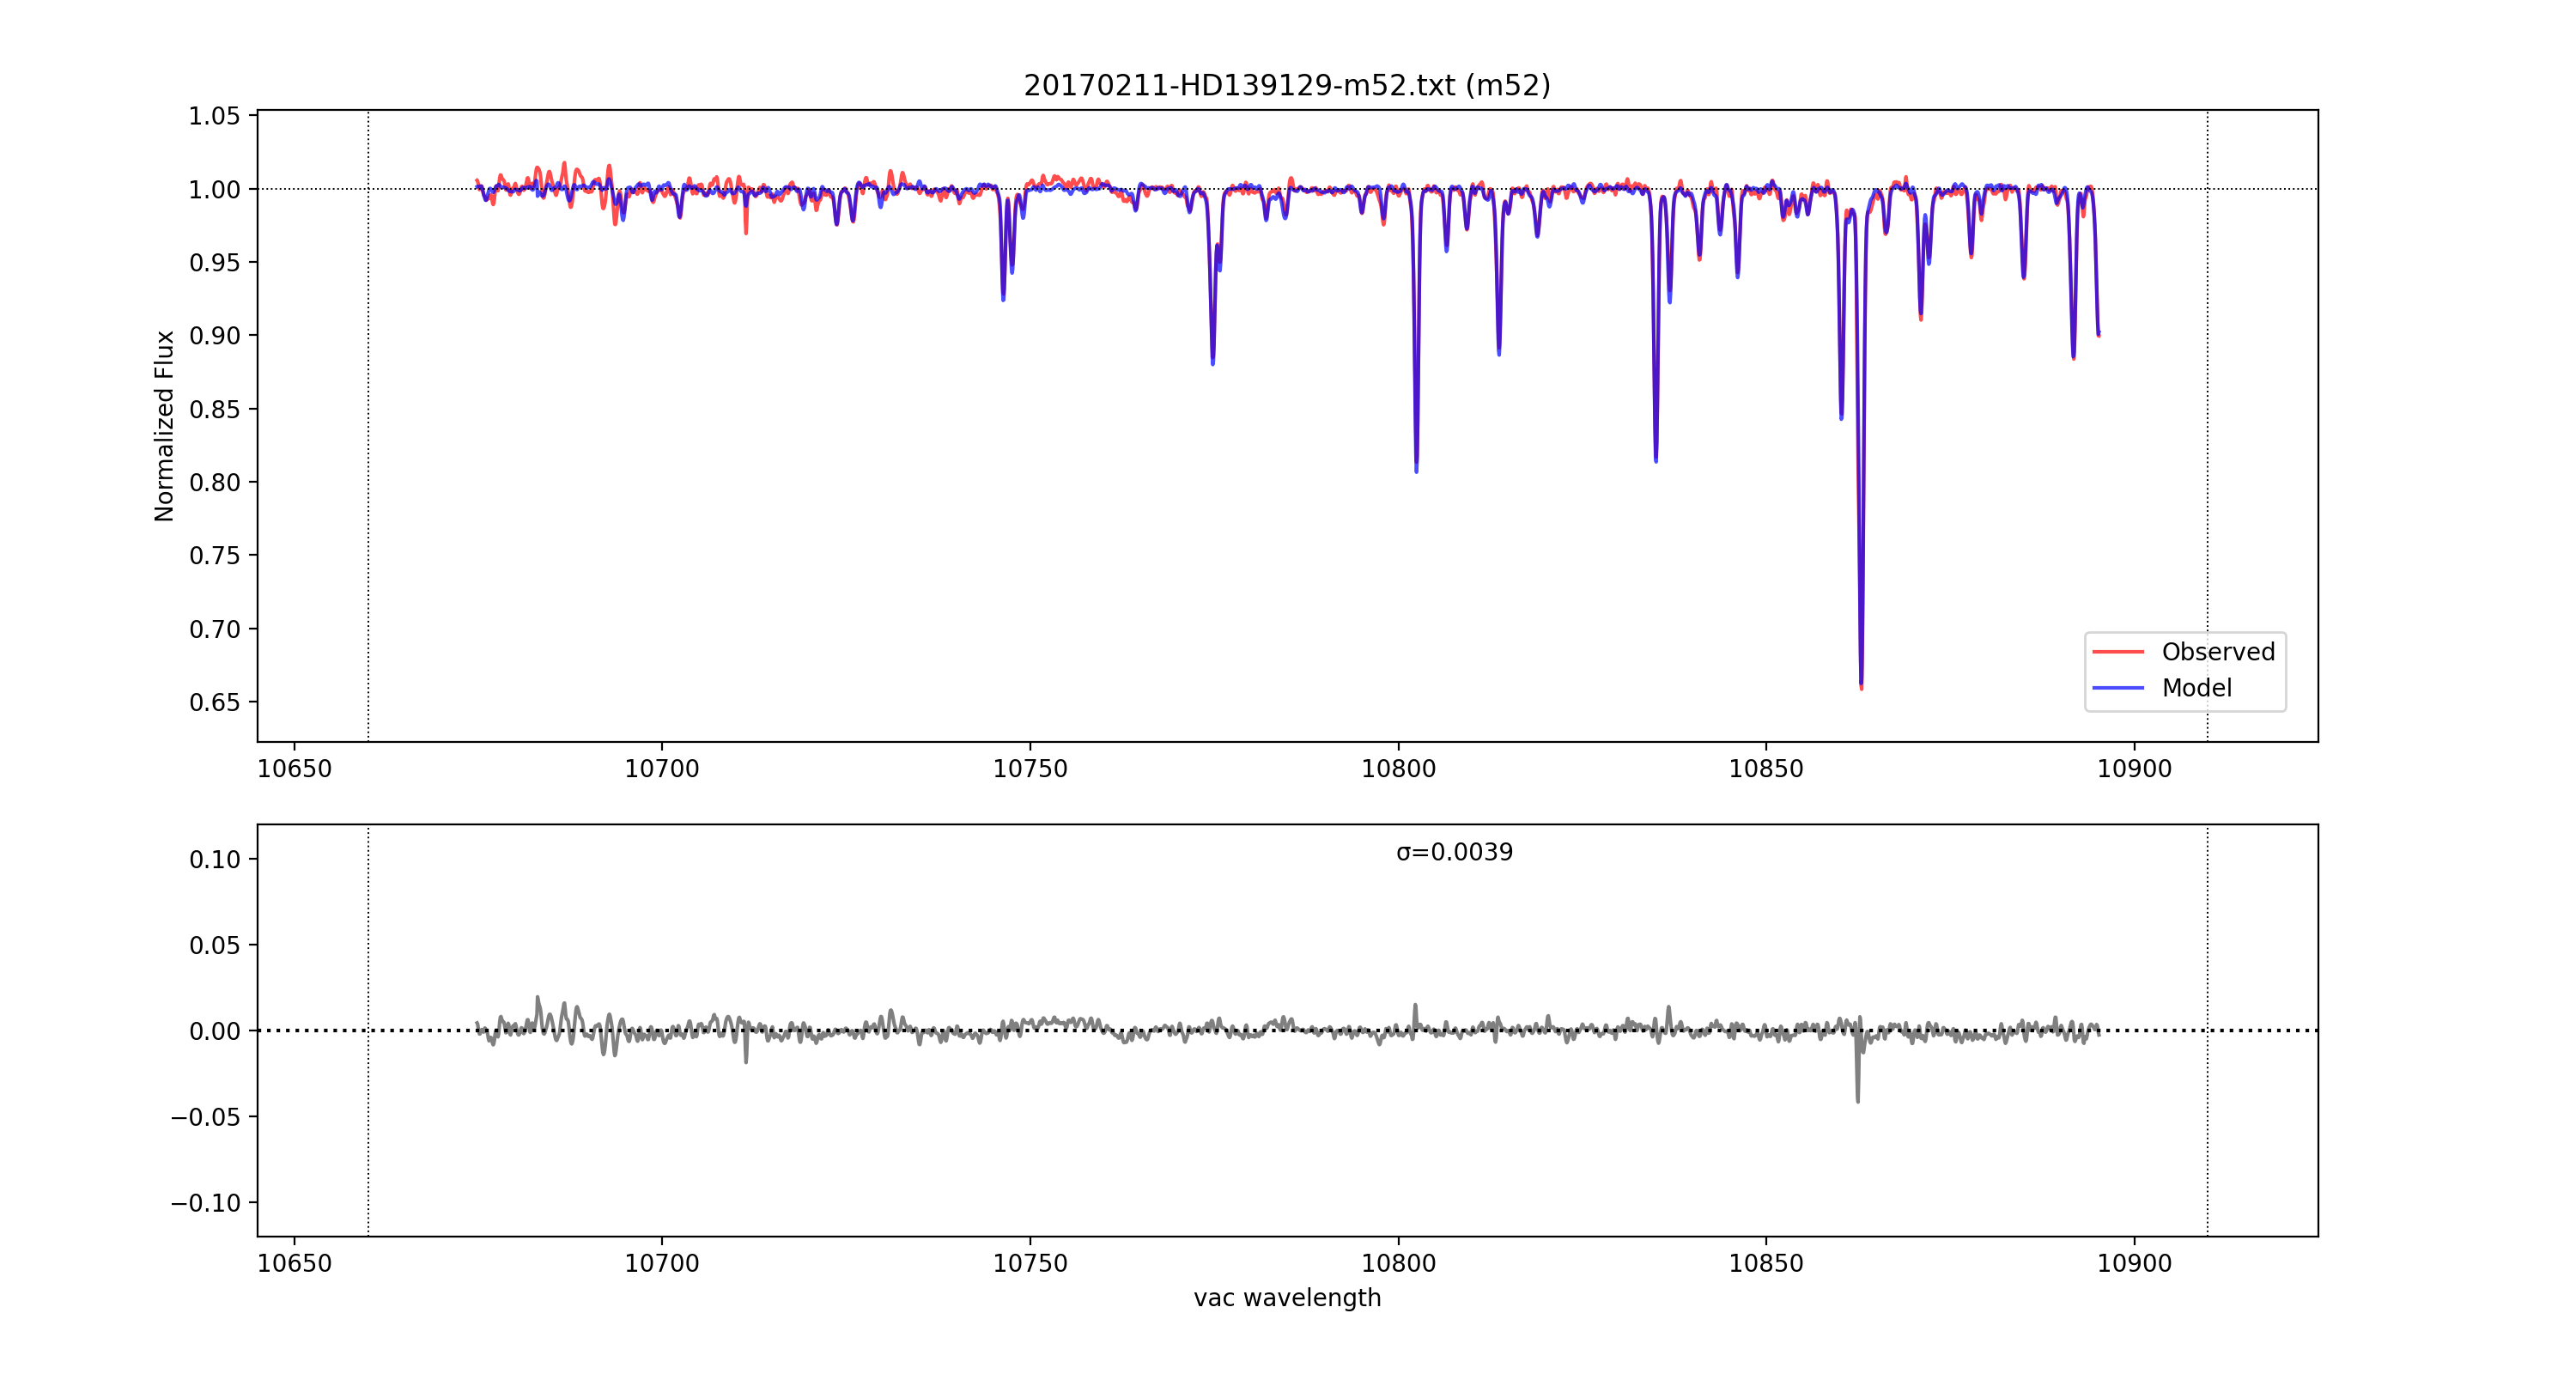 20170211-HD139129-m52.txt (m52)
1.05
1.00
0.95
0.90
0.85
0.80
0.75
0.70
0.65
Normalized Flux
Observed
Model
10650 10700 10750 10800 10850 10900
σ=0.0039
0.10
0.05
0.00
−0.05
−0.10
10650 10700 10750 10800 10850 10900
vac wavelength